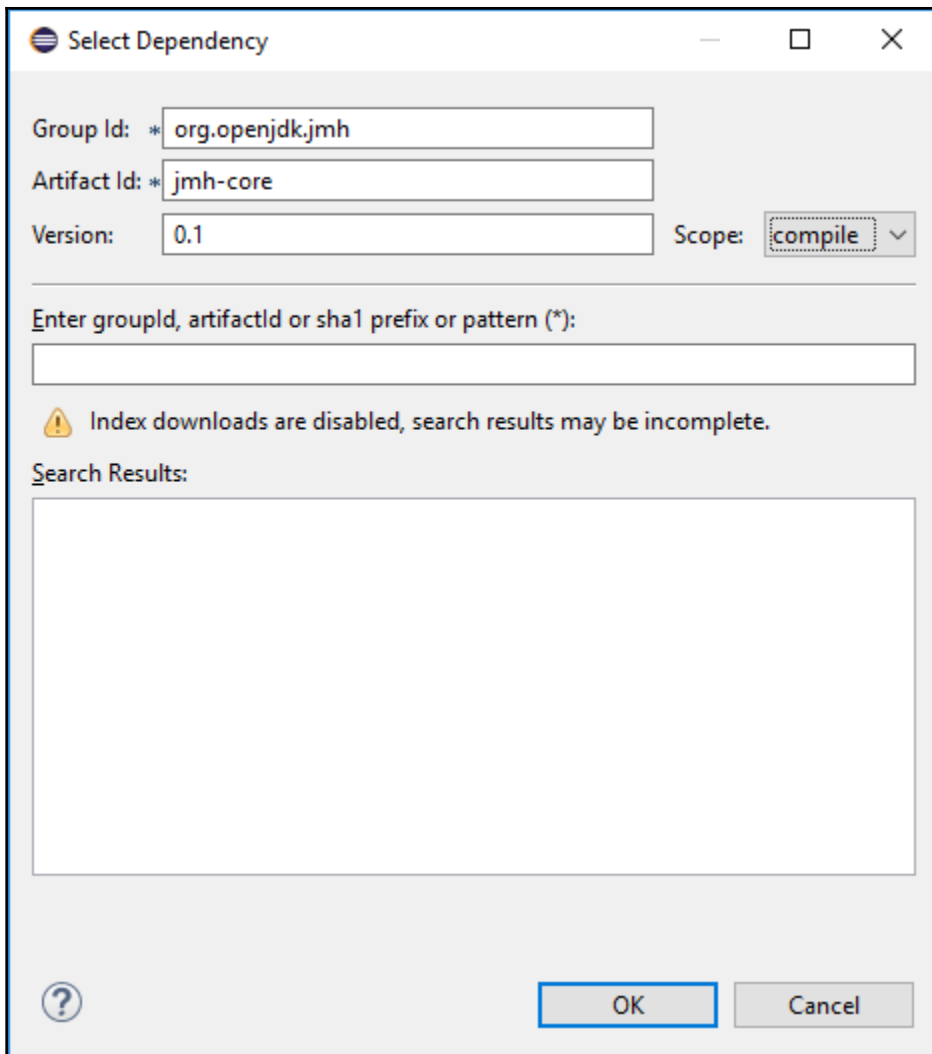 Select Dependency
Group Id: * org.openjdk.jmh
Artifact Id: * jmh-core
Version: 0.1 Scope: compile
Enter groupId, artifactId or sha1 prefix or pattern (*):
Index downloads are disabled, search results may be incomplete.
Search Results:
? OK Cancel